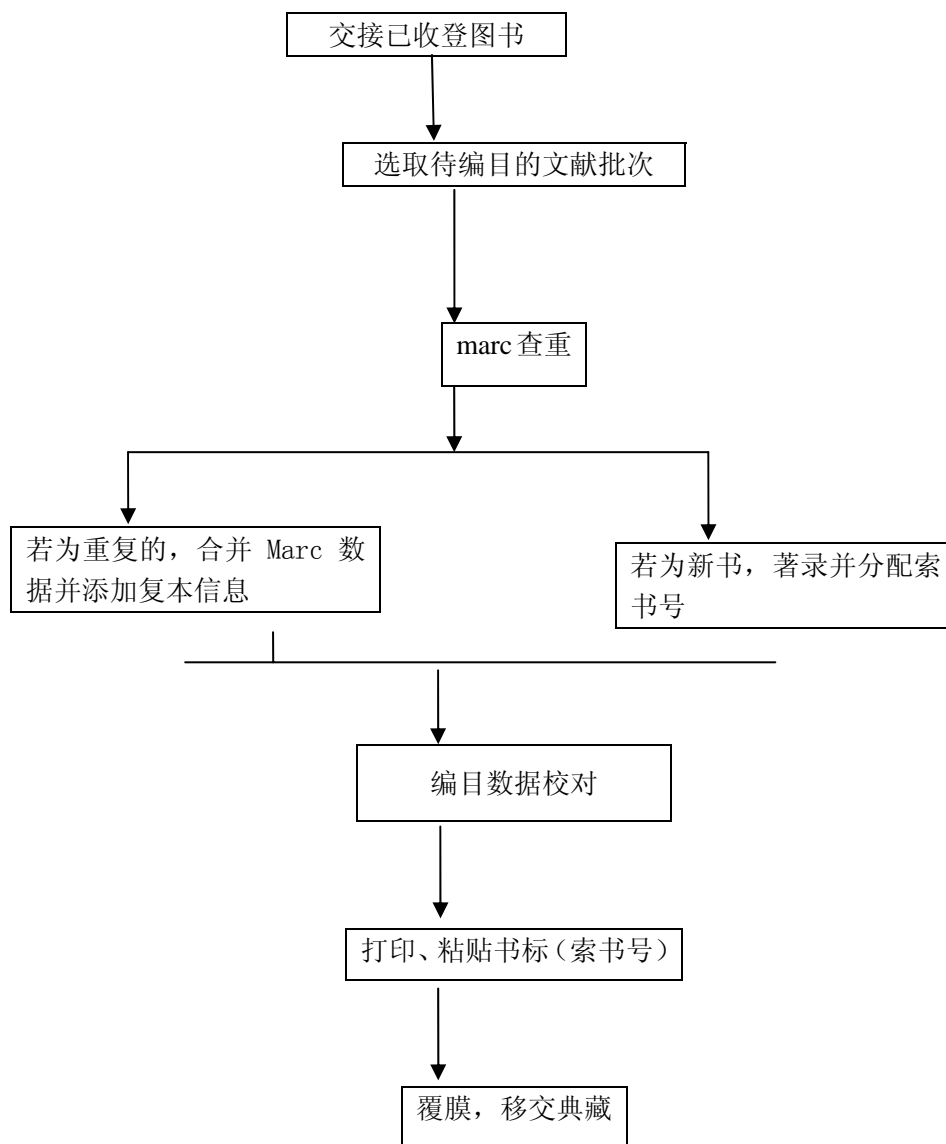 交接已收登图书
选取待编目的文献批次
marc 查重
若为重复的，合并 Marc 数
据并添加复本信息
若为新书，著录并分配索
书号
编目数据校对
打印、粘贴书标（索书号）
覆膜，移交典藏